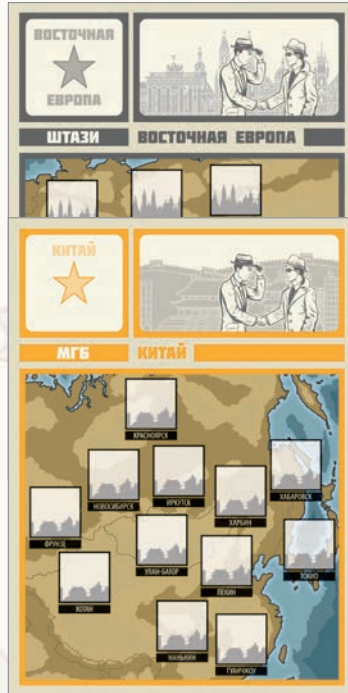 ВОСТОЧНАЯ
ЕВРОПА
ШТАЗИ ВОСТОЧНАЯ ЕВРОПА
КИТАЙ
МГБ КИТАЙ
КРАСНОЯРСК
НОВОСИБИРСК
ИРКУТСК
ХАБАРОВСК
ХАРБИН
ФРУНЗЕ
УЛАН-БАТОР
ТОКИО
ПЕКИН
ХОТАН
НАНЬНИН
ГУАНЧЖОУ